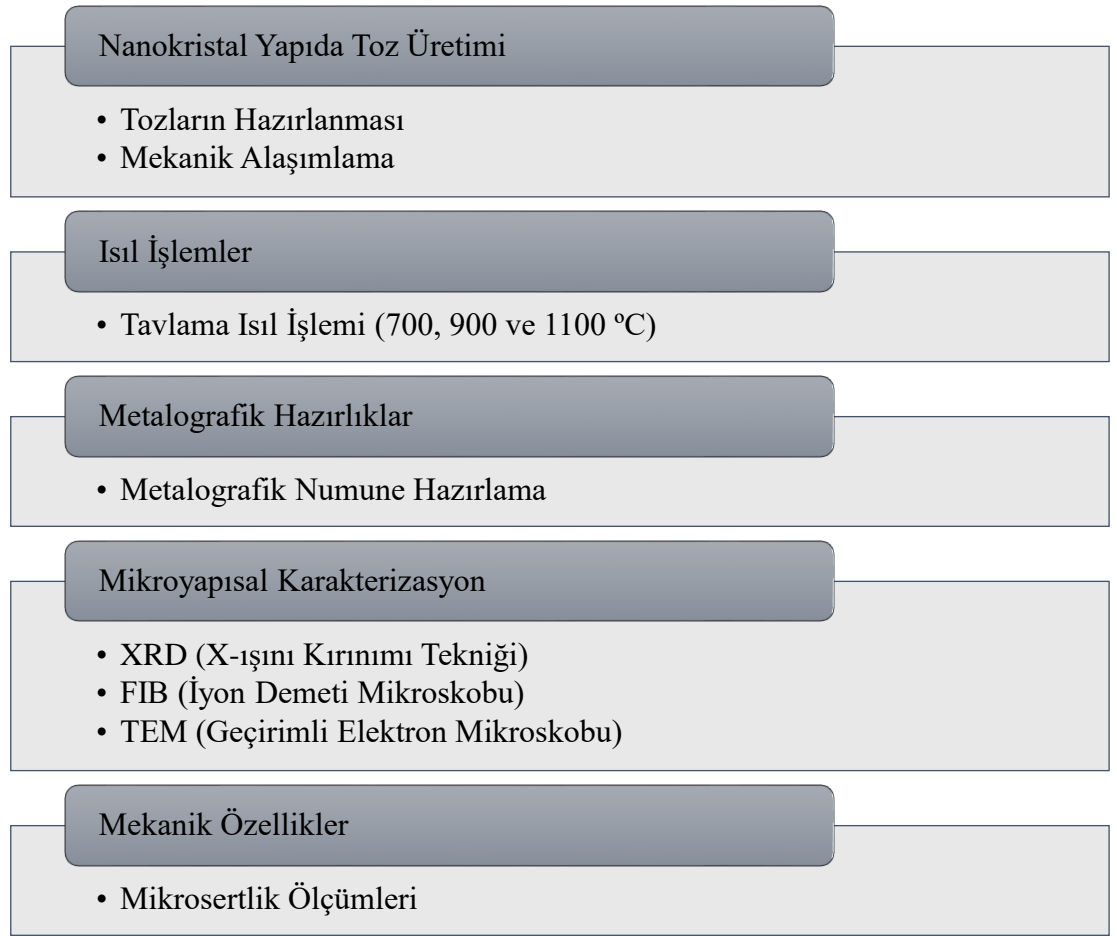 Nanokristal Yapıda Toz Üretimi
• Tozların Hazırlanması
• Mekanik Alaşımlama
Isıl İşlemler
• Tavlama Isıl İşlemi (700, 900 ve 1100 ºC)
Metalografik Hazırlıklar
• Metalografik Numune Hazırlama
Mikroyapısal Karakterizasyon
• XRD (X-ışını Kırınımı Tekniği)
• FIB (İyon Demeti Mikroskobu)
• TEM (Geçirimli Elektron Mikroskobu)
Mekanik Özellikler
• Mikrosertlik Ölçümleri